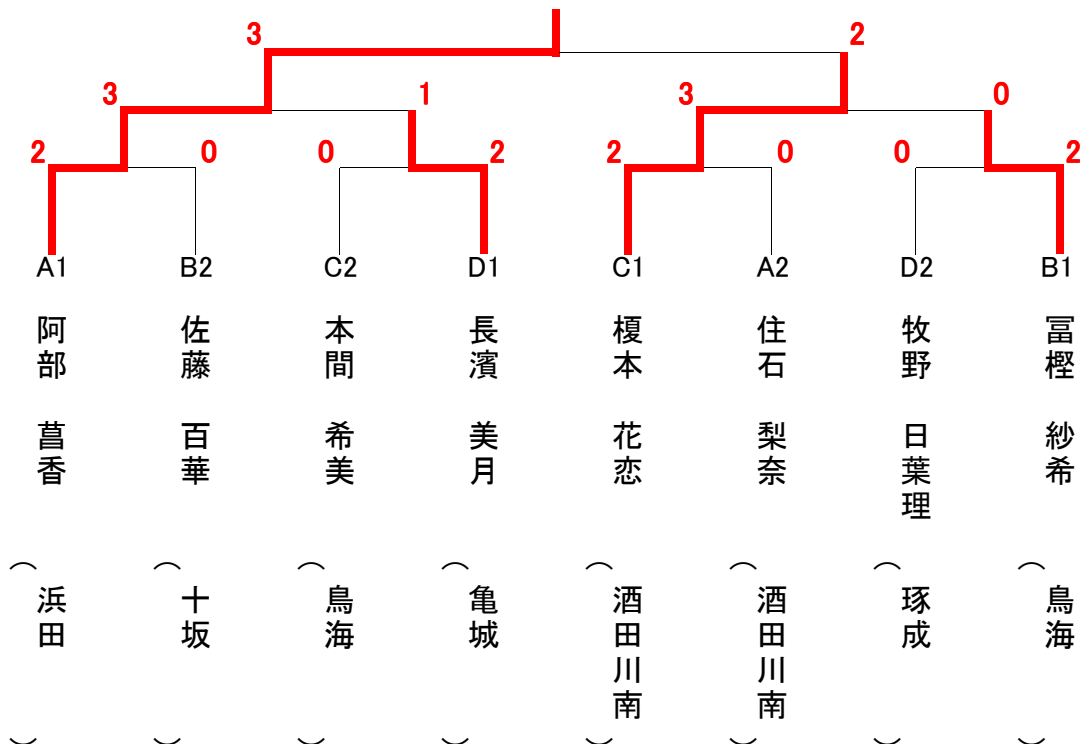 3 2
3 1 3 0
2 0 0 2 2 0 0 2
A1 B2 C2 D1 C1 A2 D2 B1
阿部 菖香 (浜田)
佐藤 百華 (十坂)
本間 希美 (鳥海)
長濱 美月 (亀城)
榎本 花恋 (酒田川南)
住石 梨奈 (酒田川南)
牧野 日葉理 (琢成)
冨樫 紗希 (鳥海)